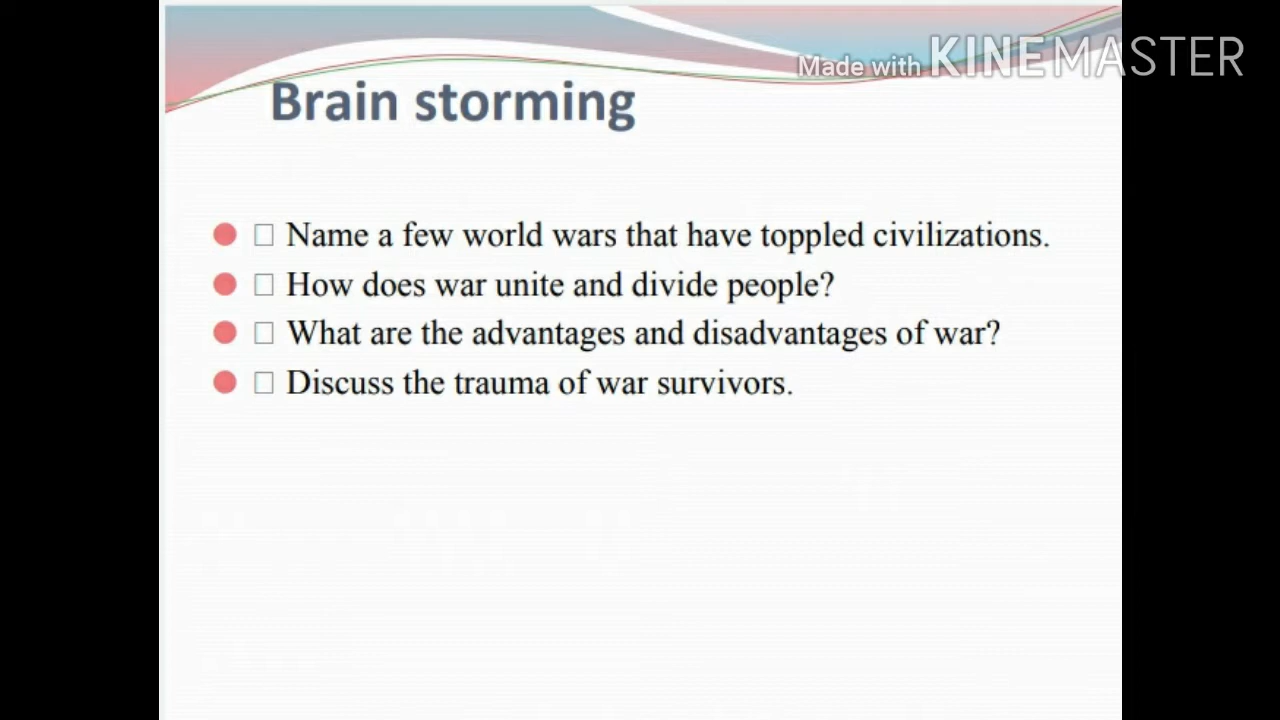 Made with KINEMASTER
Brain storming
Name a few world wars that have toppled civilizations.
How does war unite and divide people?
What are the advantages and disadvantages of war?
Discuss the trauma of war survivors.